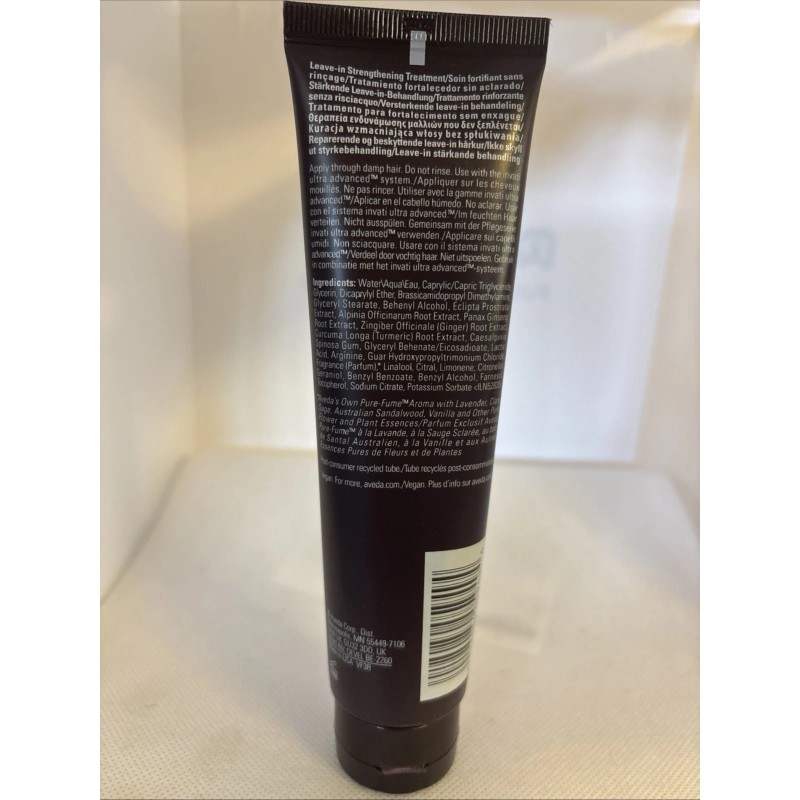 Leave-in Strengthening Treatment/Soin fortifiant sans
rinçage/Tratamiento fortalecedor sin aclarado/
Stärkende Leave-in-Behandlung/Trattamento rinforzante
senza risciacquo/Versterkende leave-in behandeling/
Tratamento para fortalecimento sem enxague/
Θεραπεία ενδυνάμωσης μαλλιών που δεν ξεπλένεται/
Kuracja wzmacniająca włosy bez spłukiwania/
Reparerende og beskyttende leave-in hårkur/Ikke skyll
ut styrkebehandling/Leave-in stärkande behandling
Apply through damp hair. Do not rinse. Use with the invati
ultra advanced™ system./Appliquer sur les cheveux
mouillés. Ne pas rincer. Utiliser avec la gamme invati ultra
advanced™/Aplicar en el cabello húmedo. No aclarar.
con el sistema invati ultra advanced™/Im feuchten
verteilen. Nicht ausspülen. Gemeinsam mit der
invati ultra advanced™ verwenden./Applicare sui capelli
umidi. Non sciacquare. Usare con il sistema invati
advanced™/Verdeel door vochtig haar. Niet uitspoelen.
in combinatie met het invati ultra advanced™-systeem.
Ingredients: Water\Aqua\Eau, Caprylic/Capric Triglyceride,
Glycerin, Dicaprylyl Ether, Brassicamidopropyl Dimethylamine,
Glyceryl Stearate, Behenyl Alcohol, Eclipta Prostrata
Extract, Alpinia Officinarum Root Extract, Panax Ginseng
Root Extract, Zingiber Officinale (Ginger) Root Extract,
Curcuma Longa (Turmeric) Root Extract, Caesalpinia
Spinosa Gum, Glyceryl Behenate/Eicosadioate, Lactic
Acid, Arginine, Guar Hydroxypropyltrimonium Chloride,
Fragrance (Parfum),* Linalool, Citral, Limonene, Citronellol,
Geraniol, Benzyl Benzoate, Benzyl Alcohol, Farnesol,
Tocopherol, Sodium Citrate, Potassium Sorbate
*Aveda's Own Pure-Fume™ Aroma with Lavender,
Sage, Australian Sandalwood, Vanilla and Other Pure
Flower and Plant Essences/Parfum Exclusif Aveda
Pure-Fume™ à la Lavande, à la Sauge Sclarée, au
de Santal Australien, à la Vanille et aux Autres
Essences Pures de Fleurs et de Plantes
Post-consumer recycled tube./Tube recyclés post-consommation.
Vegan. For more, aveda.com./Vegan. Plus d'info sur aveda.com
Aveda Corp., Dist.
Minneapolis, MN 55449-7106
GU32 3DD, UK
OEVEL BE-2260
in USA VF3R